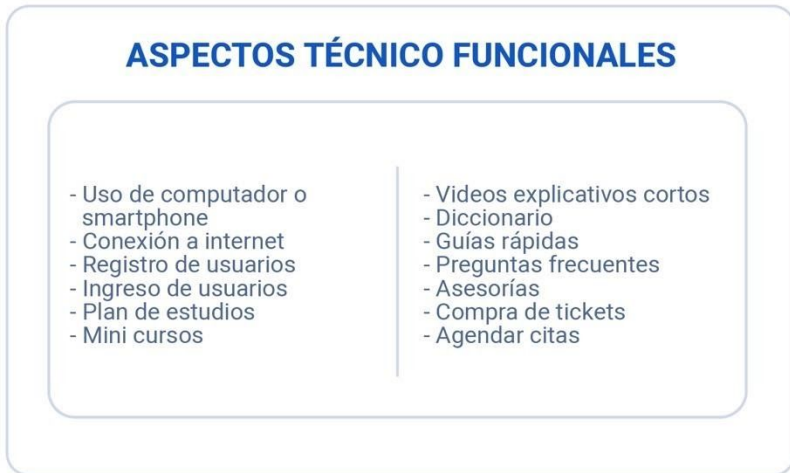 ASPECTOS TÉCNICO FUNCIONALES
- Uso de computador o
smartphone
- Conexión a internet
- Registro de usuarios
- Ingreso de usuarios
- Plan de estudios
- Mini cursos
- Videos explicativos cortos
- Diccionario
- Guías rápidas
- Preguntas frecuentes
- Asesorías
- Compra de tickets
- Agendar citas